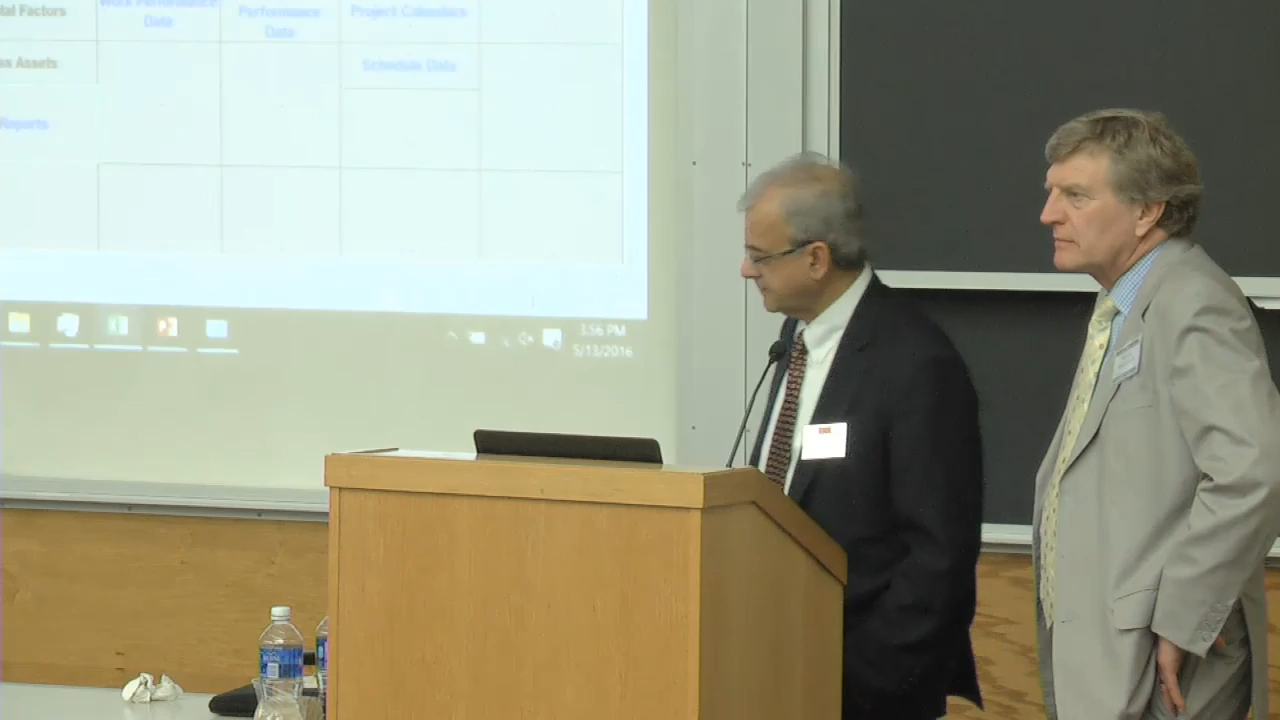 tal Factors
Work Performance
Data
Performance
Data
Project Calendars
ss Assets
Schedule Data
Reports
3:56 PM
5/13/2016